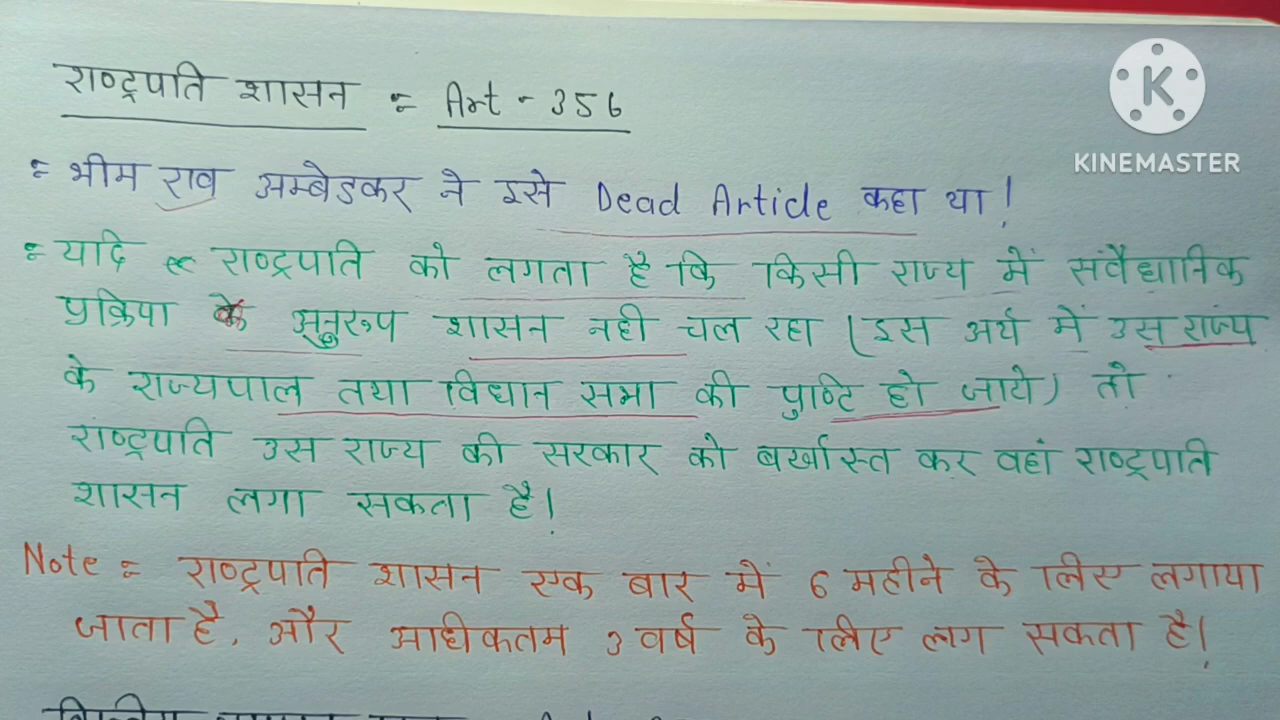 राष्ट्रपति शासन = Art - 356
KINEMASTER
= भीम राव अम्बेडकर ने इसे Dead Article कहा था!
= यदि राष्ट्रपति को लगता है कि किसी राज्य में संवैधानिक
प्रक्रिया के अनुरूप शासन नही चल रहा (इस अर्थ में उस राज्य
के राज्यपाल तथा विधान सभा की पुष्टि हो जाये) तो
राष्ट्रपति उस राज्य की सरकार को बर्खास्त कर वहां राष्ट्रपति
शासन लगा सकता है।
Note = राष्ट्रपति शासन एक बार में 6 महीने के लिए लगाया
जाता है, और अधिकतम 3 वर्ष के लिए लग सकता है।